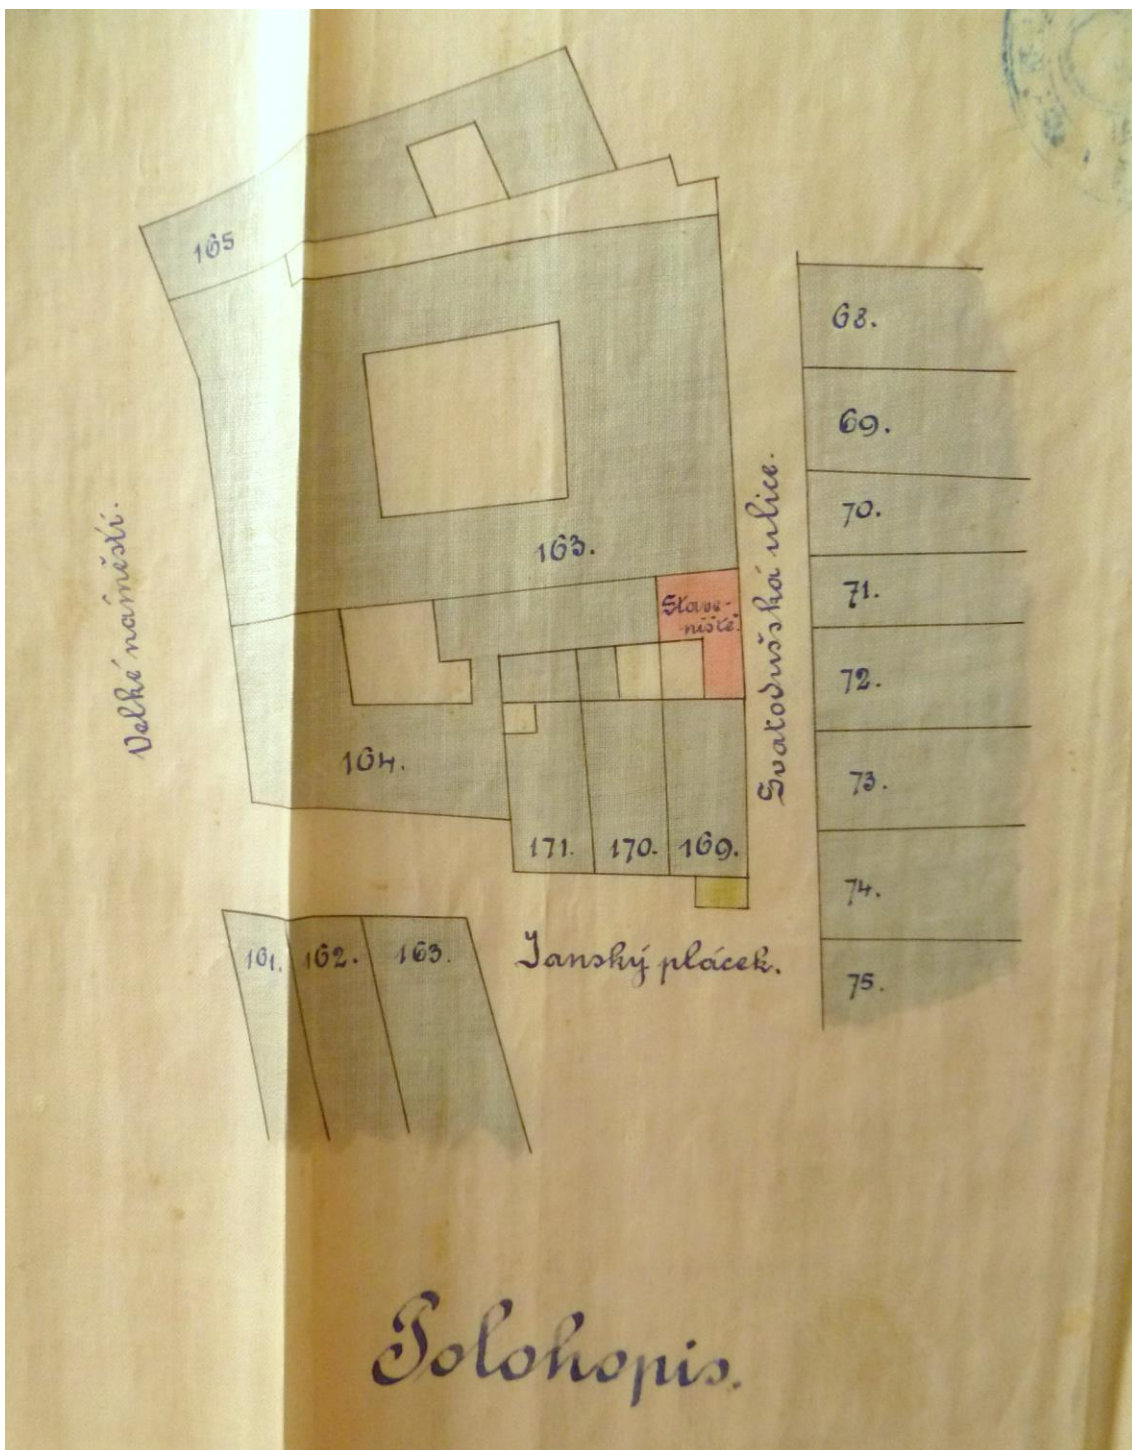 165
68.
69.
Velké náměstí.
163.
Svatodušská ulice.
70.
Stave-
niště.
71.
72.
164.
73.
171. 170. 169.
74.
161. 162. 163.
Janský plácek.
75.
Polohopis.